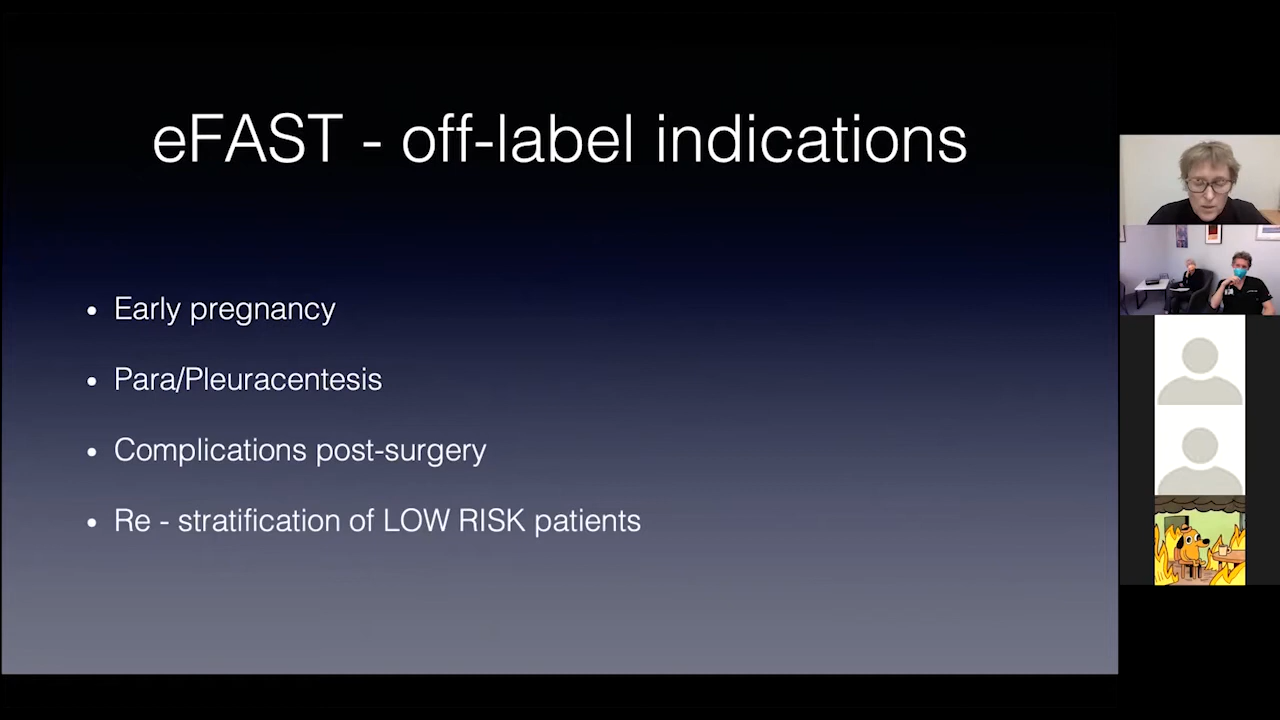 eFAST - off-label indications
• Early pregnancy
• Para/Pleuracentesis
• Complications post-surgery
• Re - stratification of LOW RISK patients